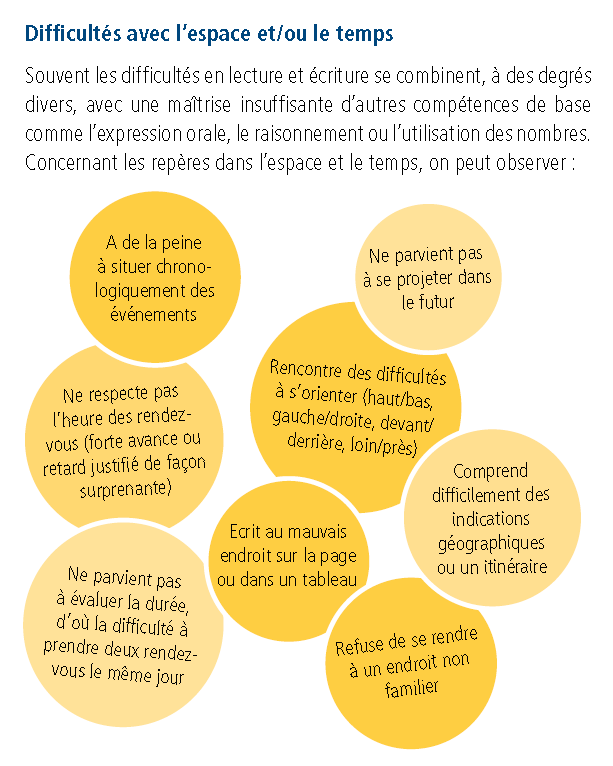 Difficultés avec l'espace et/ou le temps
Souvent les difficultés en lecture et écriture se combinent, à des degrés
divers, avec une maîtrise insuffisante d'autres compétences de base
comme l'expression orale, le raisonnement ou l'utilisation des nombres.
Concernant les repères dans l'espace et le temps, on peut observer :
A de la peine
à situer chrono-
logiquement des
événements
Ne parvient pas
à se projeter dans
le futur
Ne respecte pas
l'heure des rendez-
vous (forte avance ou
retard justifié de façon
surprenante)
Rencontre des difficultés
à s'orienter (haut/bas,
gauche/droite, devant/
derrière, loin/près)
Comprend
difficilement des
indications
géographiques
ou un itinéraire
Ecrit au mauvais
endroit sur la page
ou dans un tableau
Ne parvient pas
à évaluer la durée,
d'où la difficulté à
prendre deux rendez-
vous le même jour
Refuse de se rendre
à un endroit non
familier